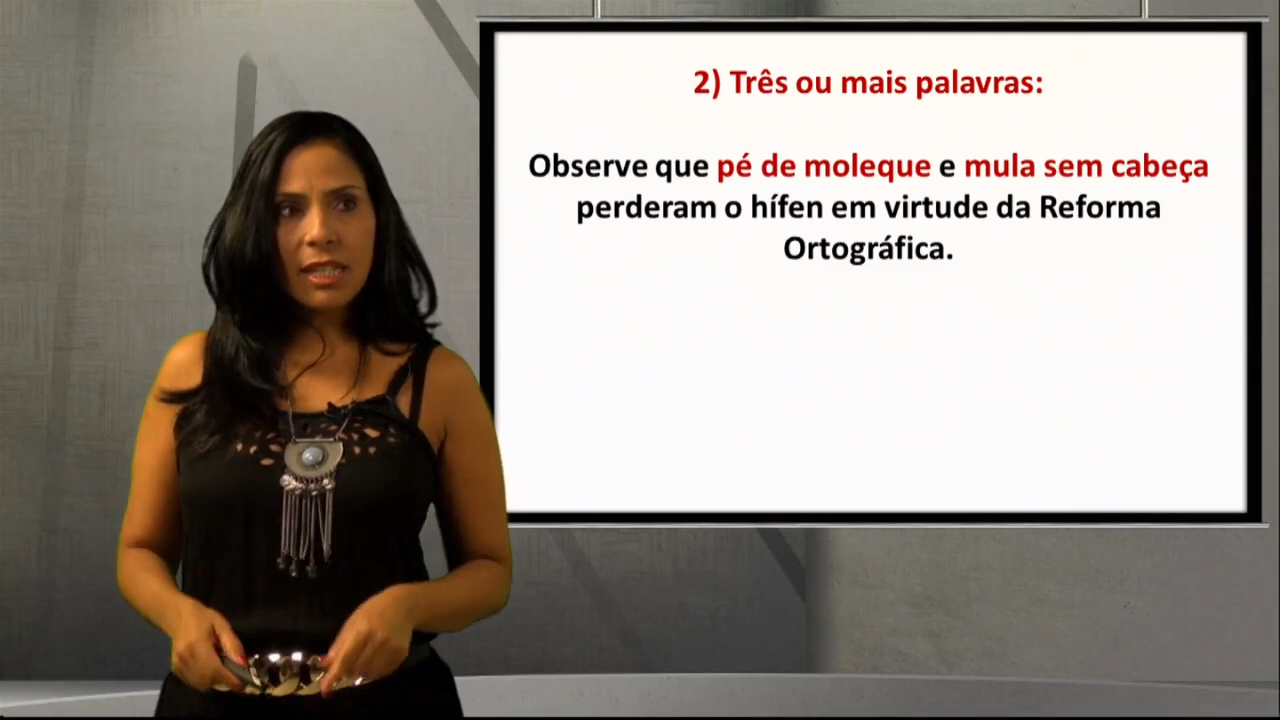 2) Três ou mais palavras:
Observe que pé de moleque e mula sem cabeça
perderam o hífen em virtude da Reforma
Ortográfica.